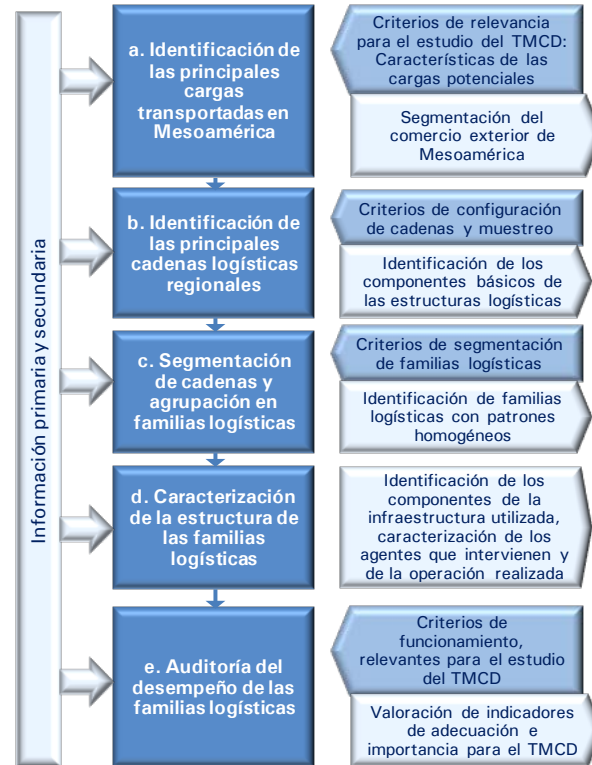 Información primaria y secundaria
a. Identificación de
las principales
cargas
transportadas en
Mesoamérica
Criterios de relevancia
para el estudio del TMCD:
Características de las
cargas potenciales
Segmentación del
comercio exterior de
Mesoamérica
b. Identificación de
las principales
cadenas logísticas
regionales
Criterios de configuración
de cadenas y muestreo
Identificación de los
componentes básicos de
las estructuras logísticas
c. Segmentación
de cadenas y
agrupación en
familias logísticas
Criterios de segmentación
de familias logísticas
Identificación de familias
logísticas con patrones
homogéneos
d. Caracterización
de la estructura de
las familias
logísticas
Identificación de los
componentes de la
infraestructura utilizada,
caracterización de los
agentes que intervienen y
de la operación realizada
e. Auditoría del
desempeño de las
familias logísticas
Criterios de
funcionamiento,
relevantes para el estudio
del TMCD
Valoración de indicadores
de adecuación e
importancia para el TMCD